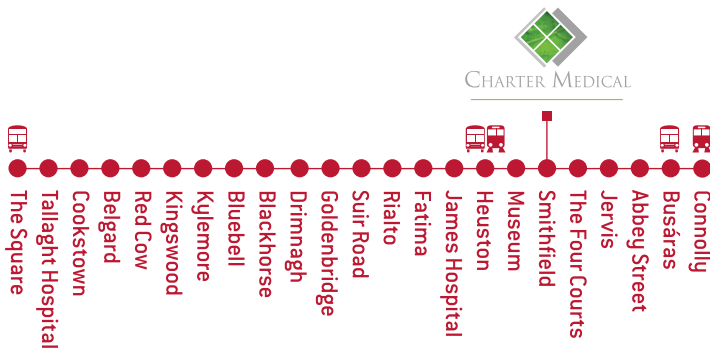 CHARTER MEDICAL
The Square
Tallaght Hospital
Cookstown
Belgard
Red Cow
Kingswood
Kylemore
Bluebell
Blackhorse
Drimnagh
Goldenbridge
Suir Road
Rialto
Fatima
James Hospital
Heuston
Museum
Smithfield
The Four Courts
Jervis
Abbey Street
Busáras
Connolly